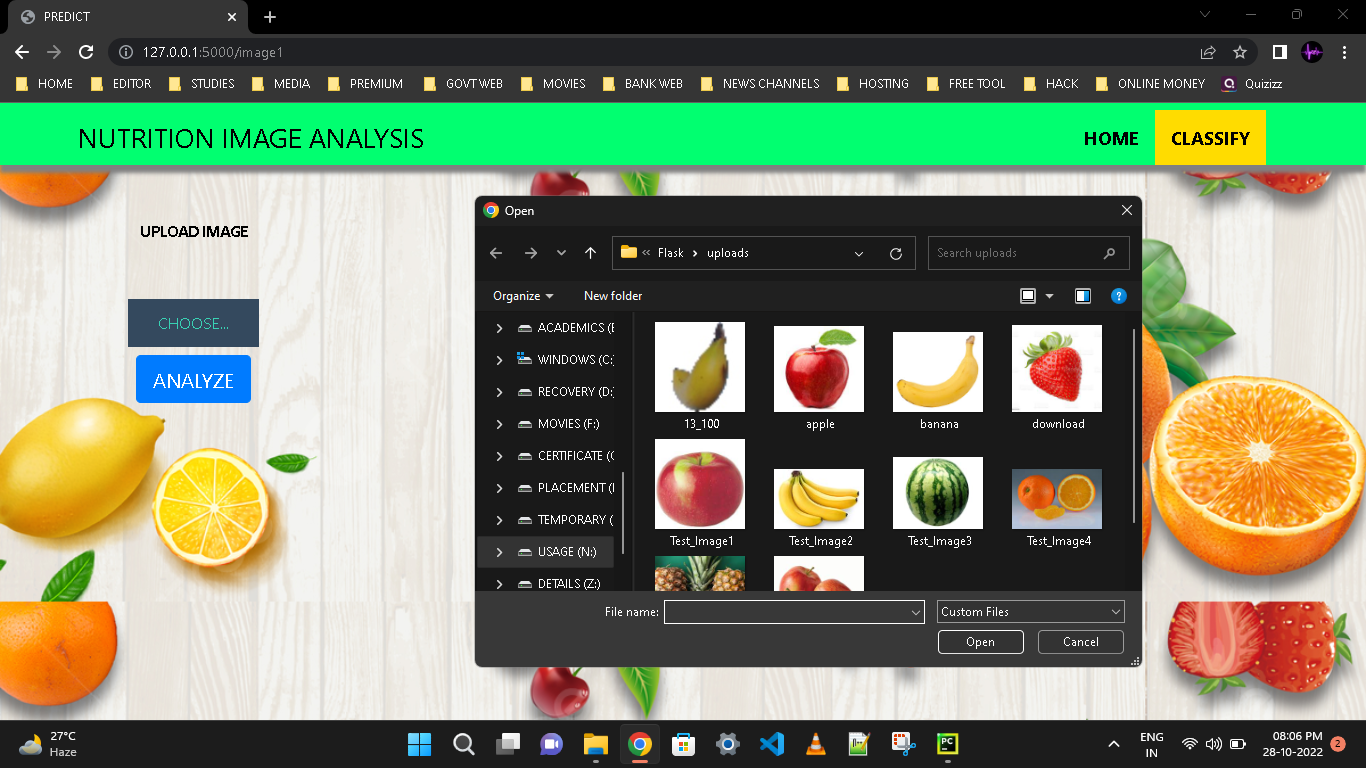 PREDICT
127.0.0.1:5000/image1
HOME EDITOR STUDIES MEDIA PREMIUM GOVT WEB MOVIES BANK WEB NEWS CHANNELS HOSTING FREE TOOL HACK ONLINE MONEY Quizizz
NUTRITION IMAGE ANALYSIS HOME CLASSIFY
UPLOAD IMAGE
CHOOSE...
ANALYZE
Open
Flask uploads Search uploads
Organize New folder
ACADEMICS (
WINDOWS (C:
RECOVERY (D:
MOVIES (F:)
CERTIFICATE (
PLACEMENT (
TEMPORARY (
USAGE (N:)
DETAILS (Z:)
13_100 apple banana download
Test_Image1 Test_Image2 Test_Image3 Test_Image4
File name: Custom Files
Open Cancel
27°C
Haze
PC
ENG
IN
08:06 PM
28-10-2022
2